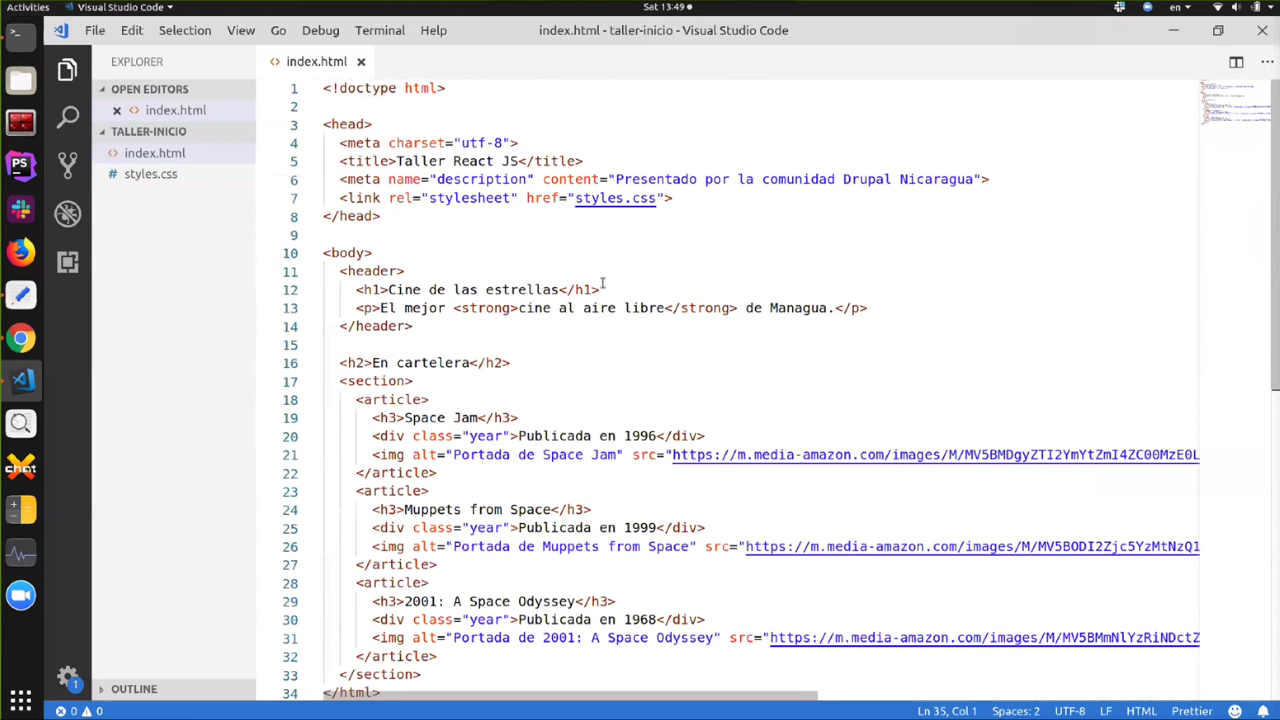 Activities Visual Studio Code Sat 13:49 en
File Edit Selection View Go Debug Terminal Help index.html - taller-inicio - Visual Studio Code
EXPLORER
OPEN EDITORS
index.html
TALLER-INICIO
index.html
styles.css
OUTLINE
index.html
1 <!doctype html>
2
3 <head>
4 <meta charset="utf-8">
5 <title>Taller React JS</title>
6 <meta name="description" content="Presentado por la comunidad Drupal Nicaragua">
7 <link rel="stylesheet" href="styles.css">
8 </head>
9
10 <body>
11 <header>
12 <h1>Cine de las estrellas</h1>
13 <p>El mejor <strong>cine al aire libre</strong> de Managua.</p>
14 </header>
15
16 <h2>En cartelera</h2>
17 <section>
18 <article>
19 <h3>Space Jam</h3>
20 <div class="year">Publicada en 1996</div>
21 <img alt="Portada de Space Jam" src="https://m.media-amazon.com/images/M/MV5BMDgyZTI2YmYtZmI4ZC00MzE0L
22 </article>
23 <article>
24 <h3>Muppets from Space</h3>
25 <div class="year">Publicada en 1999</div>
26 <img alt="Portada de Muppets from Space" src="https://m.media-amazon.com/images/M/MV5BODI2Zjc5YzMtNzQ1
27 </article>
28 <article>
29 <h3>2001: A Space Odyssey</h3>
30 <div class="year">Publicada en 1968</div>
31 <img alt="Portada de 2001: A Space Odyssey" src="https://m.media-amazon.com/images/M/MV5BMmNlYzRiNDctZ
32 </article>
33 </section>
34 </html>
PS
chat
1
0 0 Ln 35, Col 1 Spaces: 2 UTF-8 LF HTML Prettier